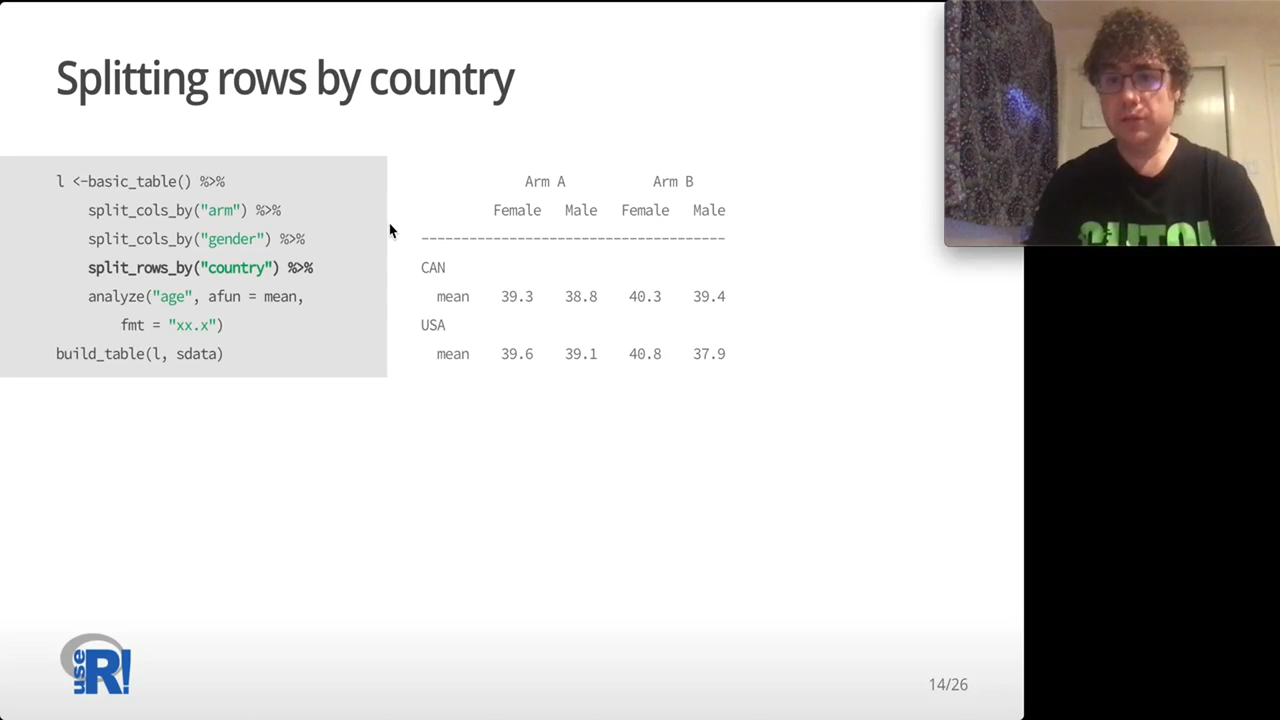 Splitting rows by country
l <-basic_table() %>%
split_cols_by("arm") %>%
split_cols_by("gender") %>%
split_rows_by("country") %>%
analyze("age", afun = mean,
fmt = "xx.x")
build_table(l, sdata)
Arm A Arm B
Female Male Female Male
--------------------------------------
CAN
mean 39.3 38.8 40.3 39.4
USA
mean 39.6 39.1 40.8 37.9
use R!
14/26